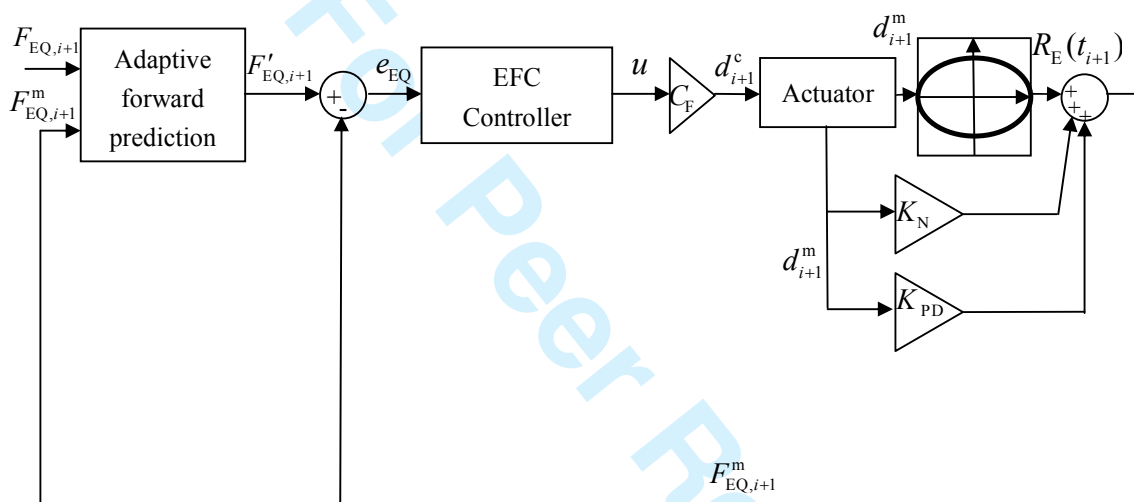 F_EQ,i+1
F^m_EQ,i+1
Adaptive
forward
prediction
F'_EQ,i+1
+
-
e_EQ
EFC
Controller
u
C_F
d^c_i+1
Actuator
d^m_i+1
R_E(t_i+1)
+
+
+
K_N
d^m_i+1
K_PD
F^m_EQ,i+1
For Peer Re